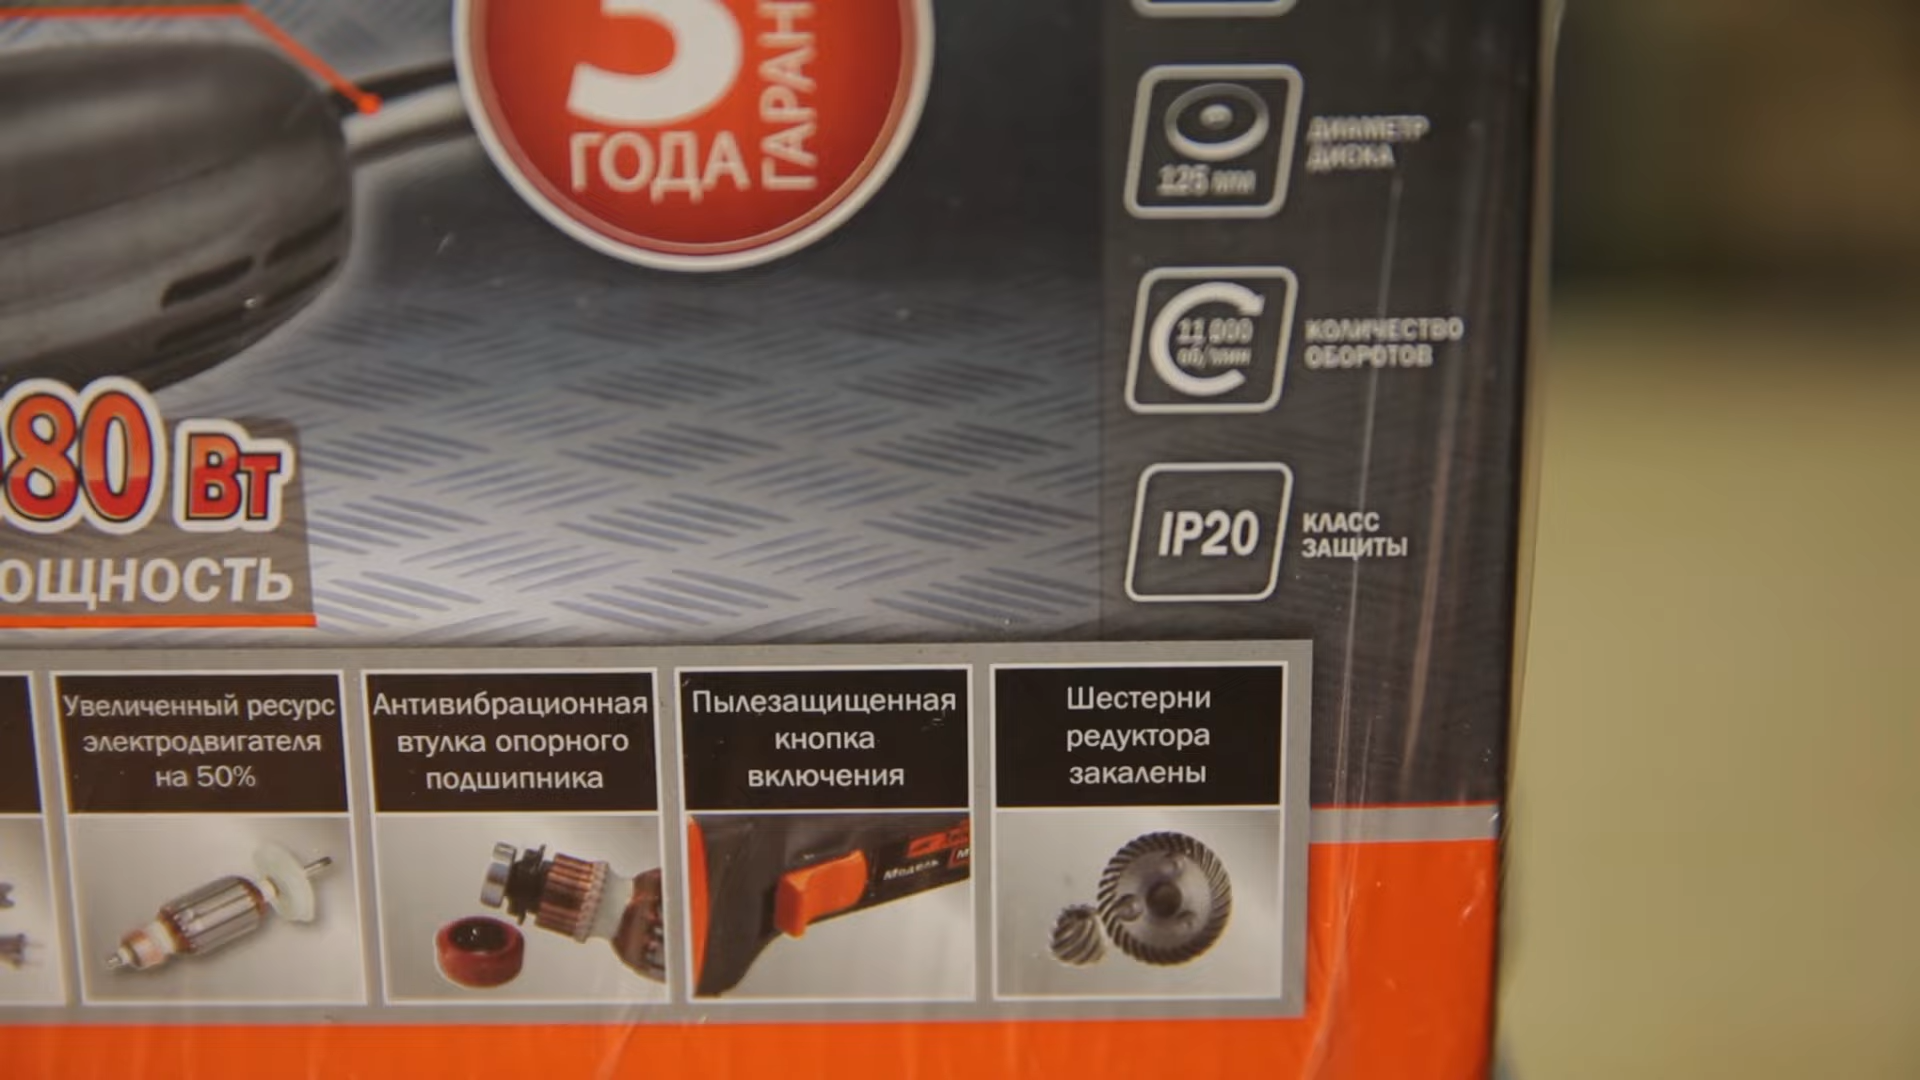 3
ГОДА
ДИАМЕТР
ДИСКА
125 мм
11 000
об/мин
КОЛИЧЕСТВО
ОБОРОТОВ
80 Вт
ОЩНОСТЬ
IP20
КЛАСС
ЗАЩИТЫ
Увеличенный ресурс
электродвигателя
на 50%
Антивибрационная
втулка опорного
подшипника
Пылезащищенная
кнопка
включения
Шестерни
редуктора
закалены
Модель